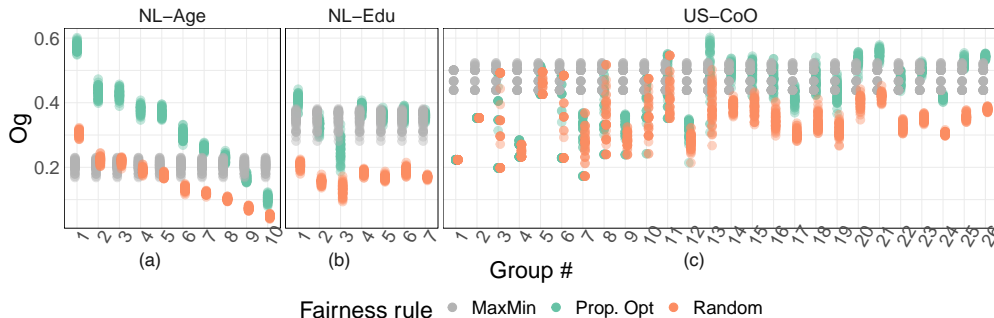 NL–Age NL–Edu US–CoO
0.6
0.4
0.2
Og
1 2 3 4 5 6 7 8 9 10 1 2 3 4 5 6 7 1 2 3 4 5 6 7 8 9 10 11 12 13 14 15 16 17 18 19 20 21 22 23 24 25 26
(a) (b) (c)
Group #
Fairness rule MaxMin Prop. Opt Random